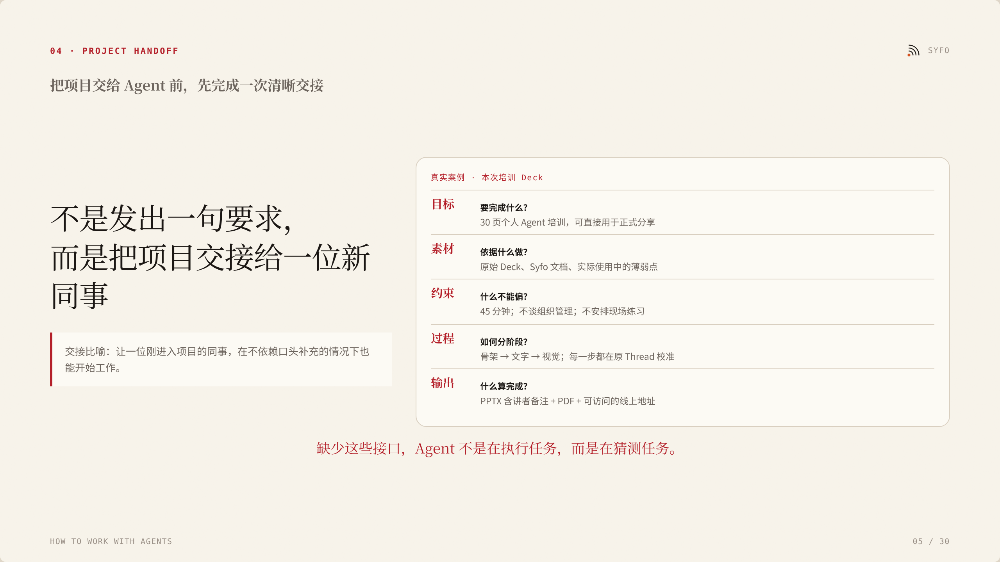 04 · PROJECT HANDOFF
SYFO
把项目交给 Agent 前，先完成一次清晰交接
不是发出一句要求，
而是把项目交接给一位新
同事
交接比喻：让一位刚进入项目的同事，在不依赖口头补充的情况下也
能开始工作。
真实案例 · 本次培训 Deck
目标
要完成什么？
30 页个人 Agent 培训，可直接用于正式分享
素材
依据什么做？
原始 Deck、Syfo 文档、实际使用中的薄弱点
约束
什么不能偏？
45 分钟；不谈组织管理；不安排现场练习
过程
如何分阶段？
骨架 → 文字 → 视觉；每一步都在原 Thread 校准
输出
什么算完成？
PPTX 含讲者备注 + PDF + 可访问的线上地址
缺少这些接口，Agent 不是在执行任务，而是在猜测任务。
HOW TO WORK WITH AGENTS
05 / 30